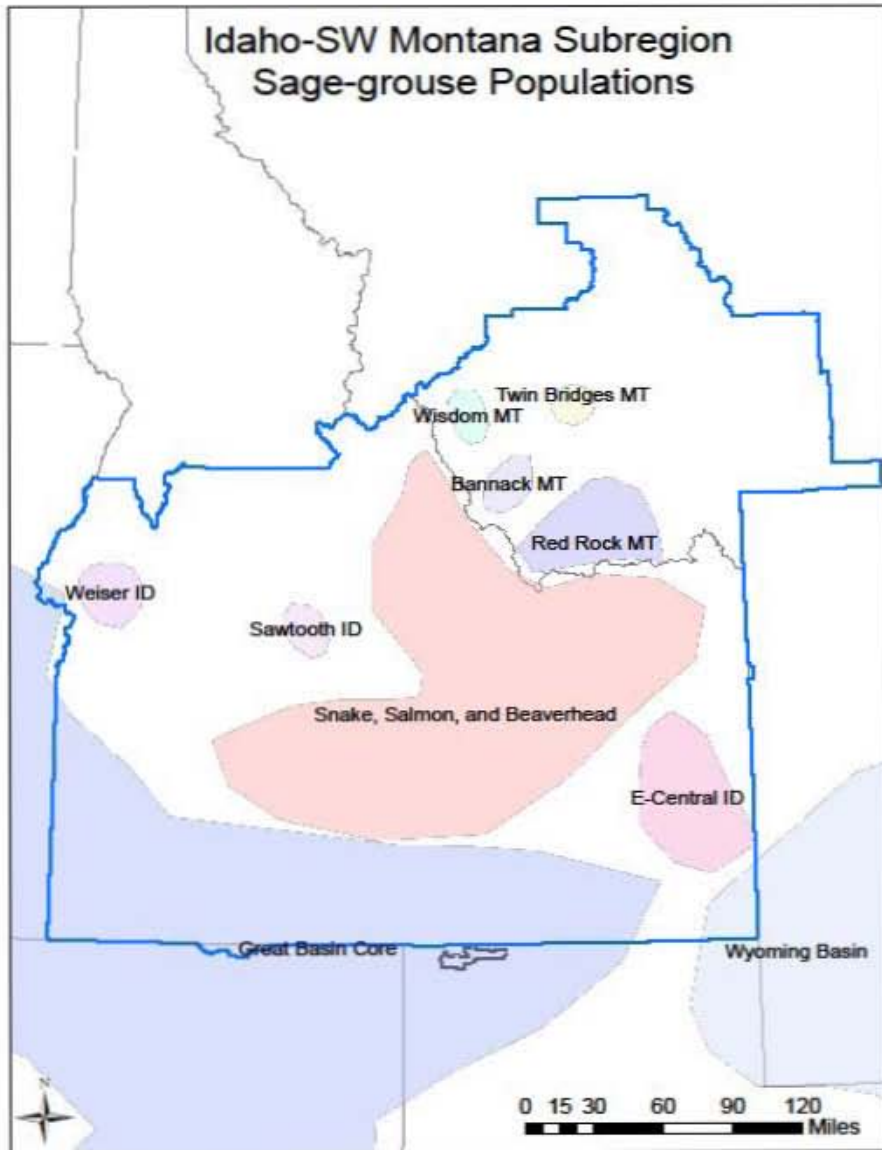 Idaho-SW Montana Subregion
Sage-grouse Populations
Twin Bridges MT
Wisdom MT
Bannack MT
Red Rock MT
Weiser ID
Sawtooth ID
Snake, Salmon, and Beaverhead
E-Central ID
Great Basin Core
Wyoming Basin
N
0 15 30 60 90 120
Miles